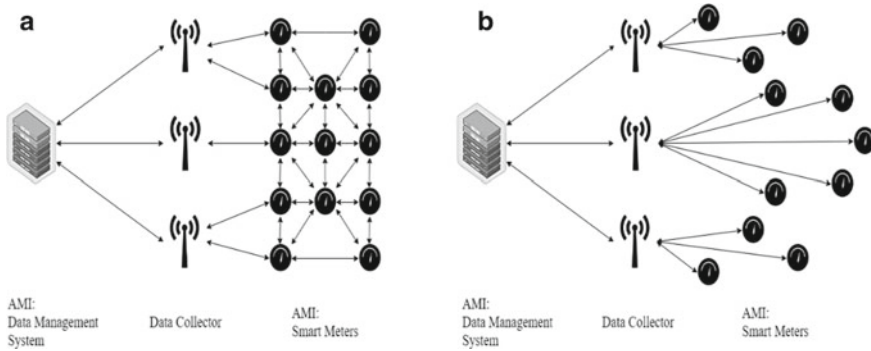 a
b
AMI:
Data Management
System
Data Collector
AMI:
Smart Meters
AMI:
Data Management
System
Data Collector
AMI:
Smart Meters